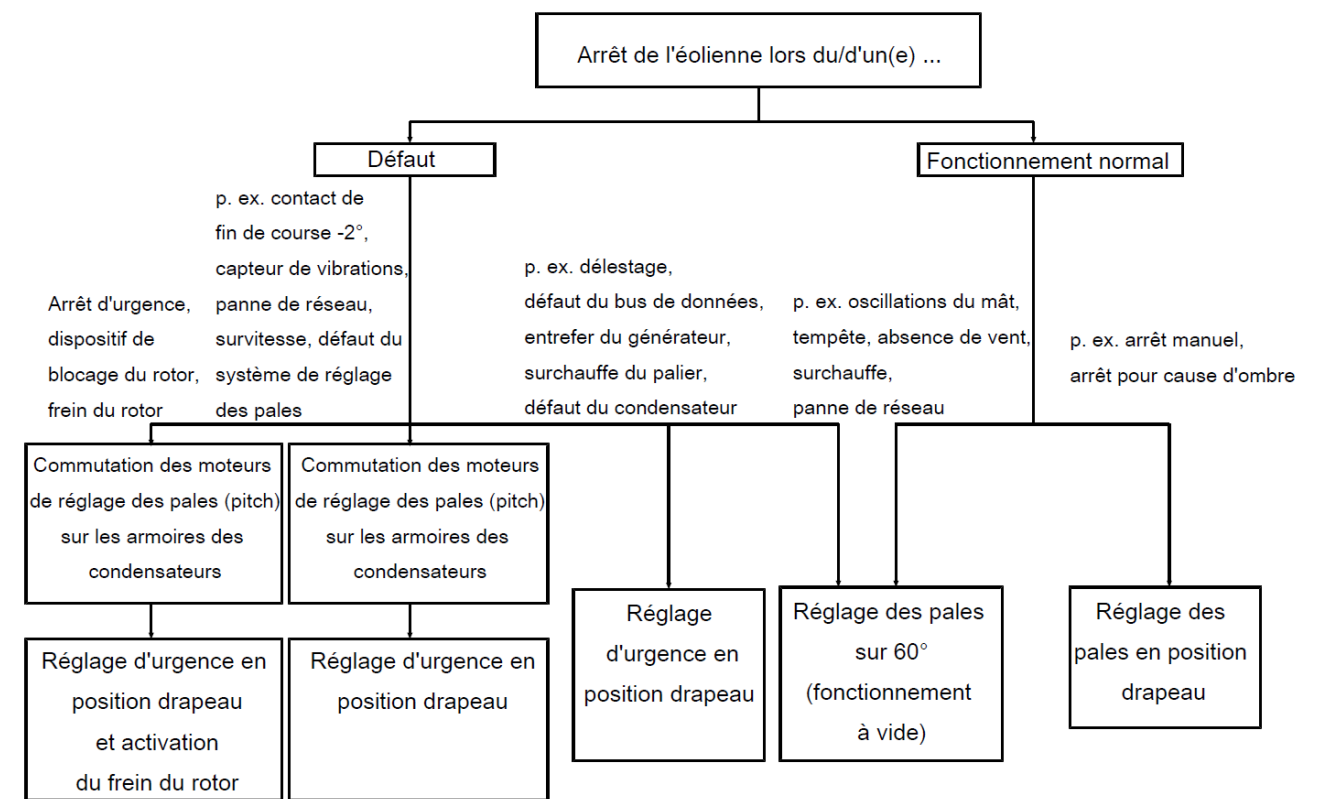 Arrêt de l'éolienne lors du/d'un(e) ...
Défaut
Fonctionnement normal
Arrêt d'urgence,
dispositif de
blocage du rotor,
frein du rotor
p. ex. contact de
fin de course -2°,
capteur de vibrations,
panne de réseau,
survitesse, défaut du
système de réglage
des pales
p. ex. délestage,
défaut du bus de données,
entrefer du générateur,
surchauffe du palier,
défaut du condensateur
p. ex. oscillations du mât,
tempête, absence de vent,
surchauffe,
panne de réseau
p. ex. arrêt manuel,
arrêt pour cause d'ombre
Commutation des moteurs
de réglage des pales (pitch)
sur les armoires des
condensateurs
Commutation des moteurs
de réglage des pales (pitch)
sur les armoires des
condensateurs
Réglage d'urgence en
position drapeau
et activation
du frein du rotor
Réglage d'urgence en
position drapeau
Réglage
d'urgence en
position drapeau
Réglage des pales
sur 60°
(fonctionnement
à vide)
Réglage des
pales en position
drapeau